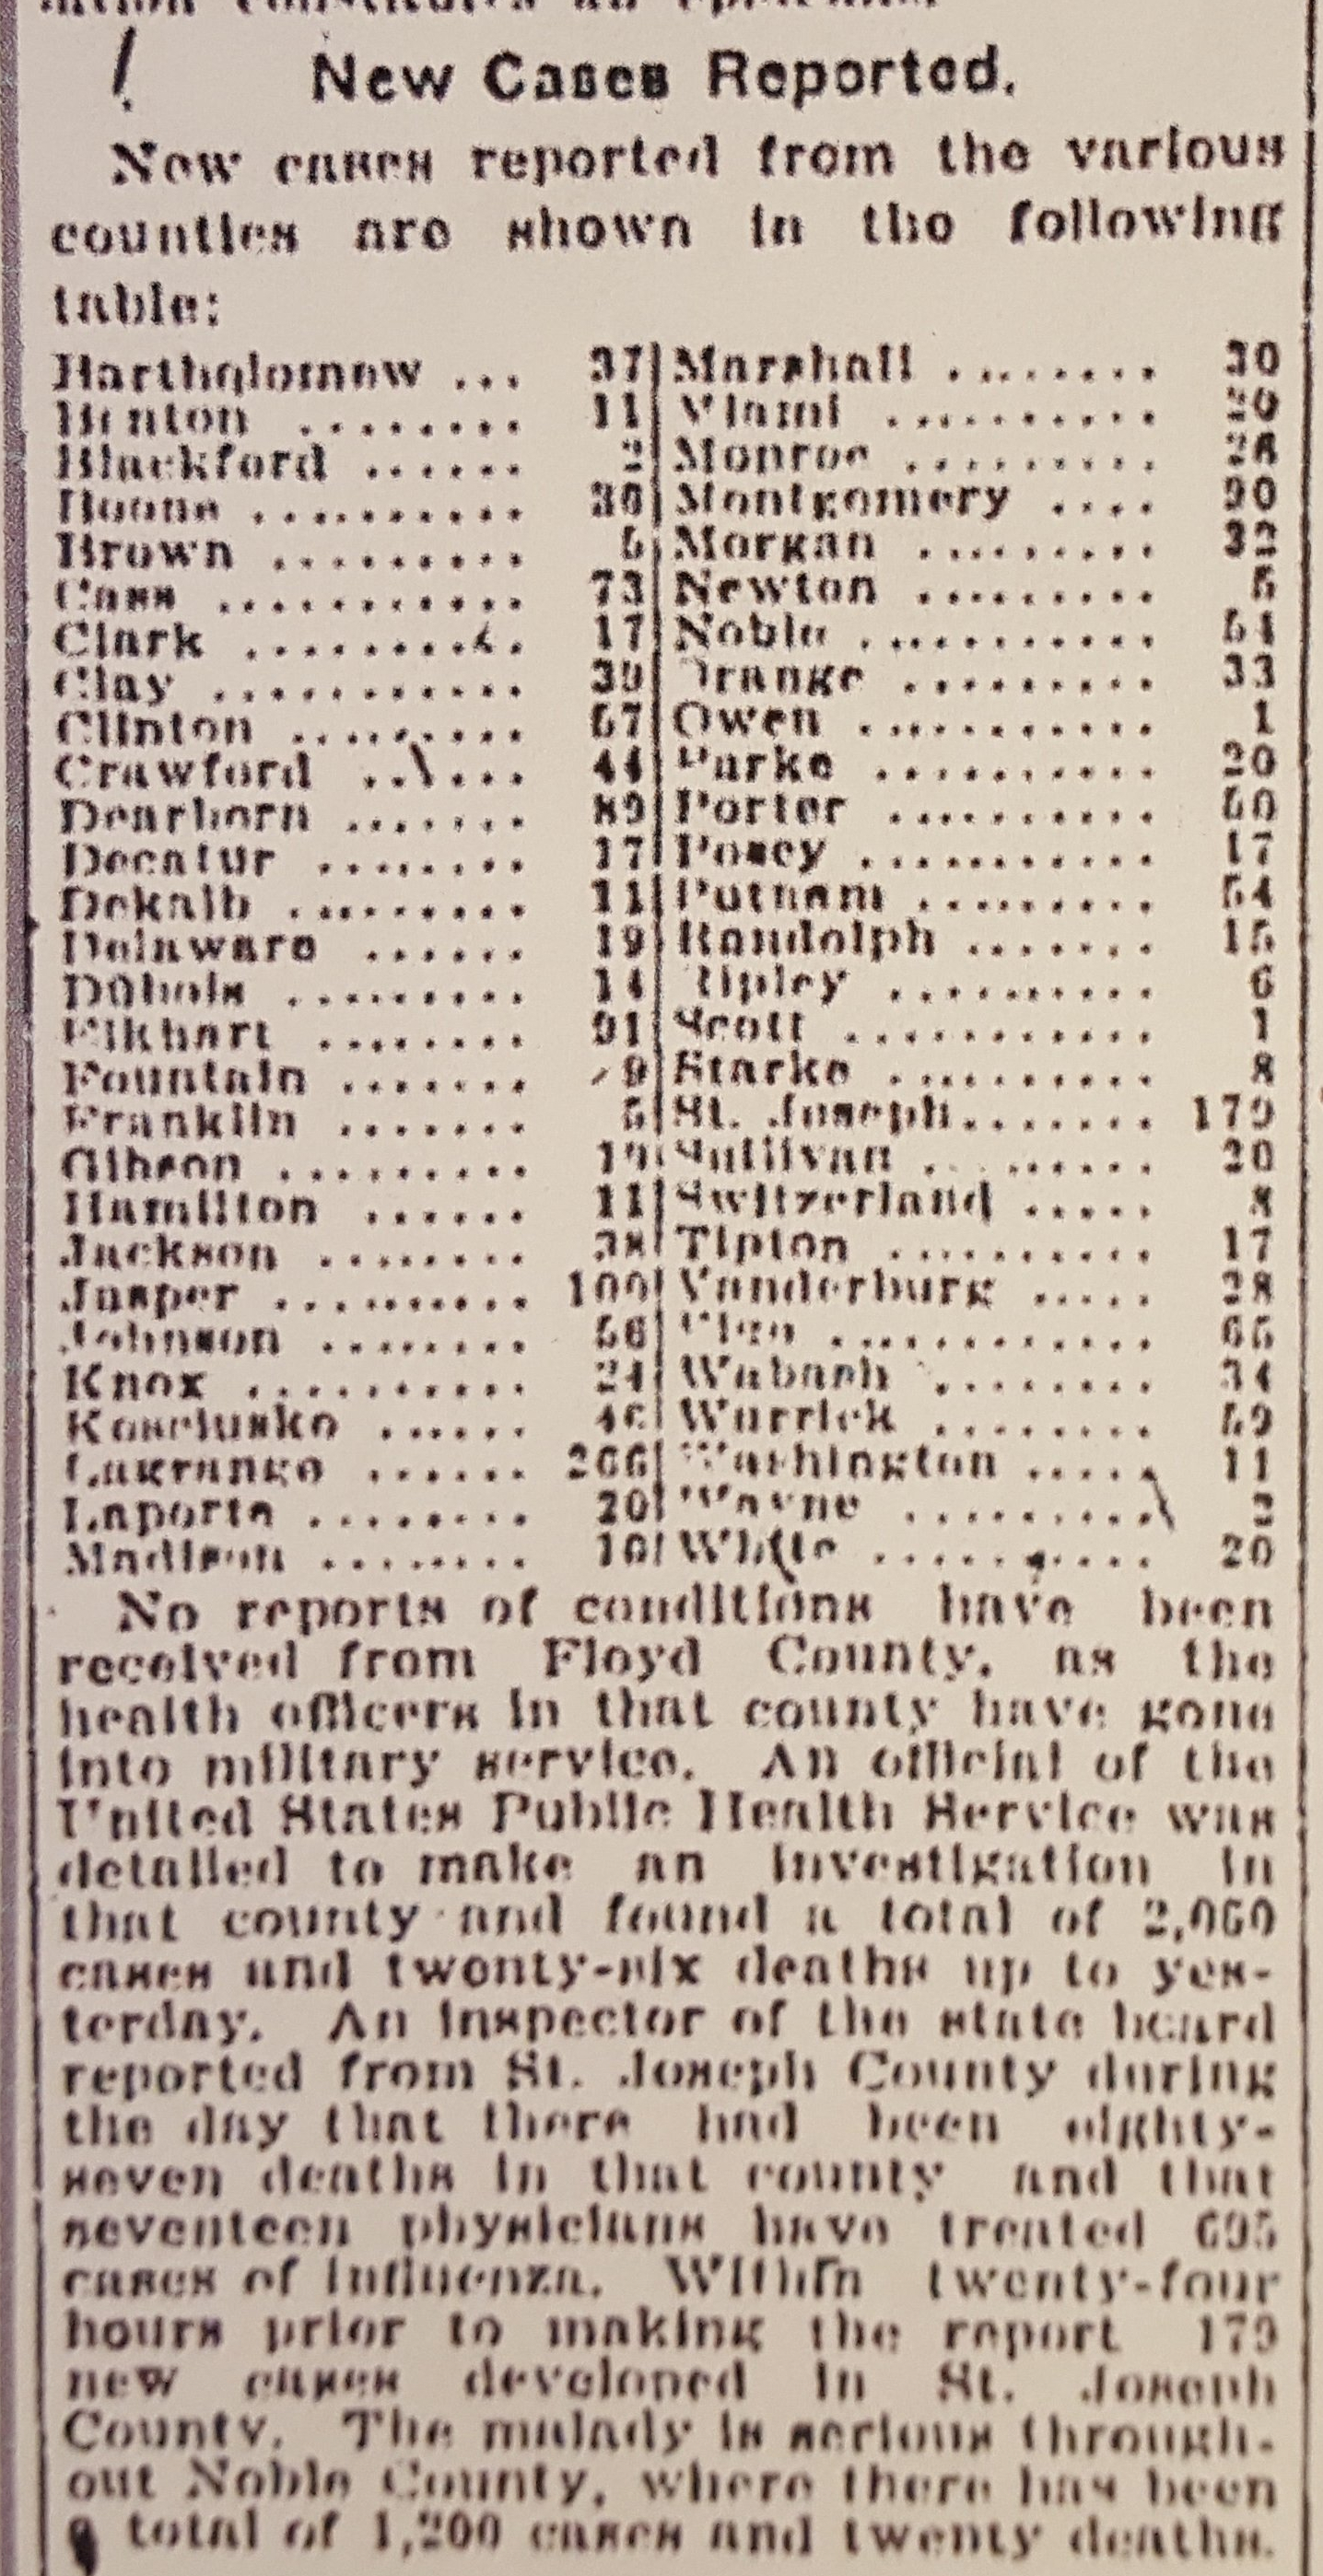 New Cases Reported.
New cases reported from the various
counties are shown in the following
table:
Bartholomew ... 37
Benton ......... 11
Blackford ...... 2
Boone .......... 36
Brown ......... 5
Cass ............ 73
Clark .......... 17
Clay ............
Clinton .......... 57
Crawford ...... 44
Dearborn ....... 89
Decatur ........ 17
Dekalb ......... 11
Delaware ...... 19
Dubois ......... 14
Elkhart ........ 91
Fountain ....... 9
Franklin ....... 5
Gibson .......... 19
Hamilton ...... 11
Jackson ........ 38
Jasper .......... 100
Johnson ........ 56
Knox ........... 24
Kosciusko ......
Lagrange ...... 266
Laporte ........ 20
Madison ........
Marshall ........ 30
Miami ..........
Monroe .........
Montgomery .... 90
Morgan ......... 32
Newton ......... 5
Noble ........... 54
Orange ......... 33
Owen ........... 1
Parke .......... 20
Porter ..........
Posey ........... 17
Putnam ......... 54
Randolph ....... 15
Ripley .......... 6
Scott ............ 1
Starke .......... 8
St. Joseph....... 179
Sullivan ........ 20
Switzerland ..... 8
Tipton .......... 17
Vanderburg ..... 28
Vigo ............ 65
Wabash ........ 34
Warrick ........ 59
Washington ..... 11
Wayne ......... 2
White .......... 20
No reports of conditions have been
received from Floyd County, as the
health officers in that county have gone
into military service. An official of the
United States Public Health Service was
detailed to make an investigation in
that county and found a total of 2,060
cases and twenty-six deaths up to yes-
terday. An inspector of the state board
reported from St. Joseph County during
the day that there had been eighty-
seven deaths in that county and that
seventeen physicians have treated 695
cases of influenza. Within twenty-four
hours prior to making the report 179
new cases developed in St. Joseph
County. The malady is serious through-
out Noble County, where there has been
a total of 1,200 cases and twenty deaths.